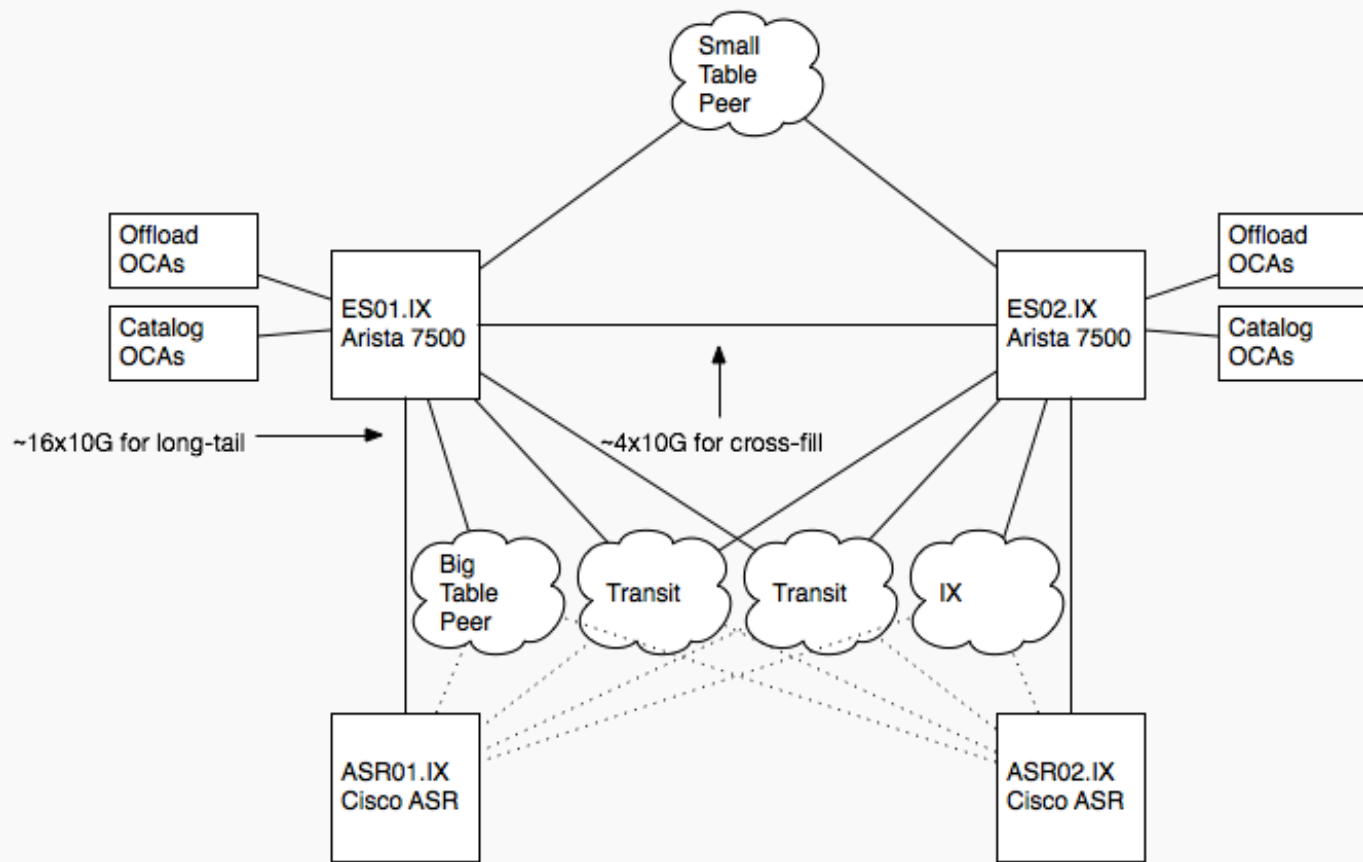 Small
Table
Peer
Offload
OCAs
Catalog
OCAs
ES01.IX
Arista 7500
ES02.IX
Arista 7500
Offload
OCAs
Catalog
OCAs
~16x10G for long-tail
~4x10G for cross-fill
Big
Table
Peer
Transit
Transit
IX
ASR01.IX
Cisco ASR
ASR02.IX
Cisco ASR